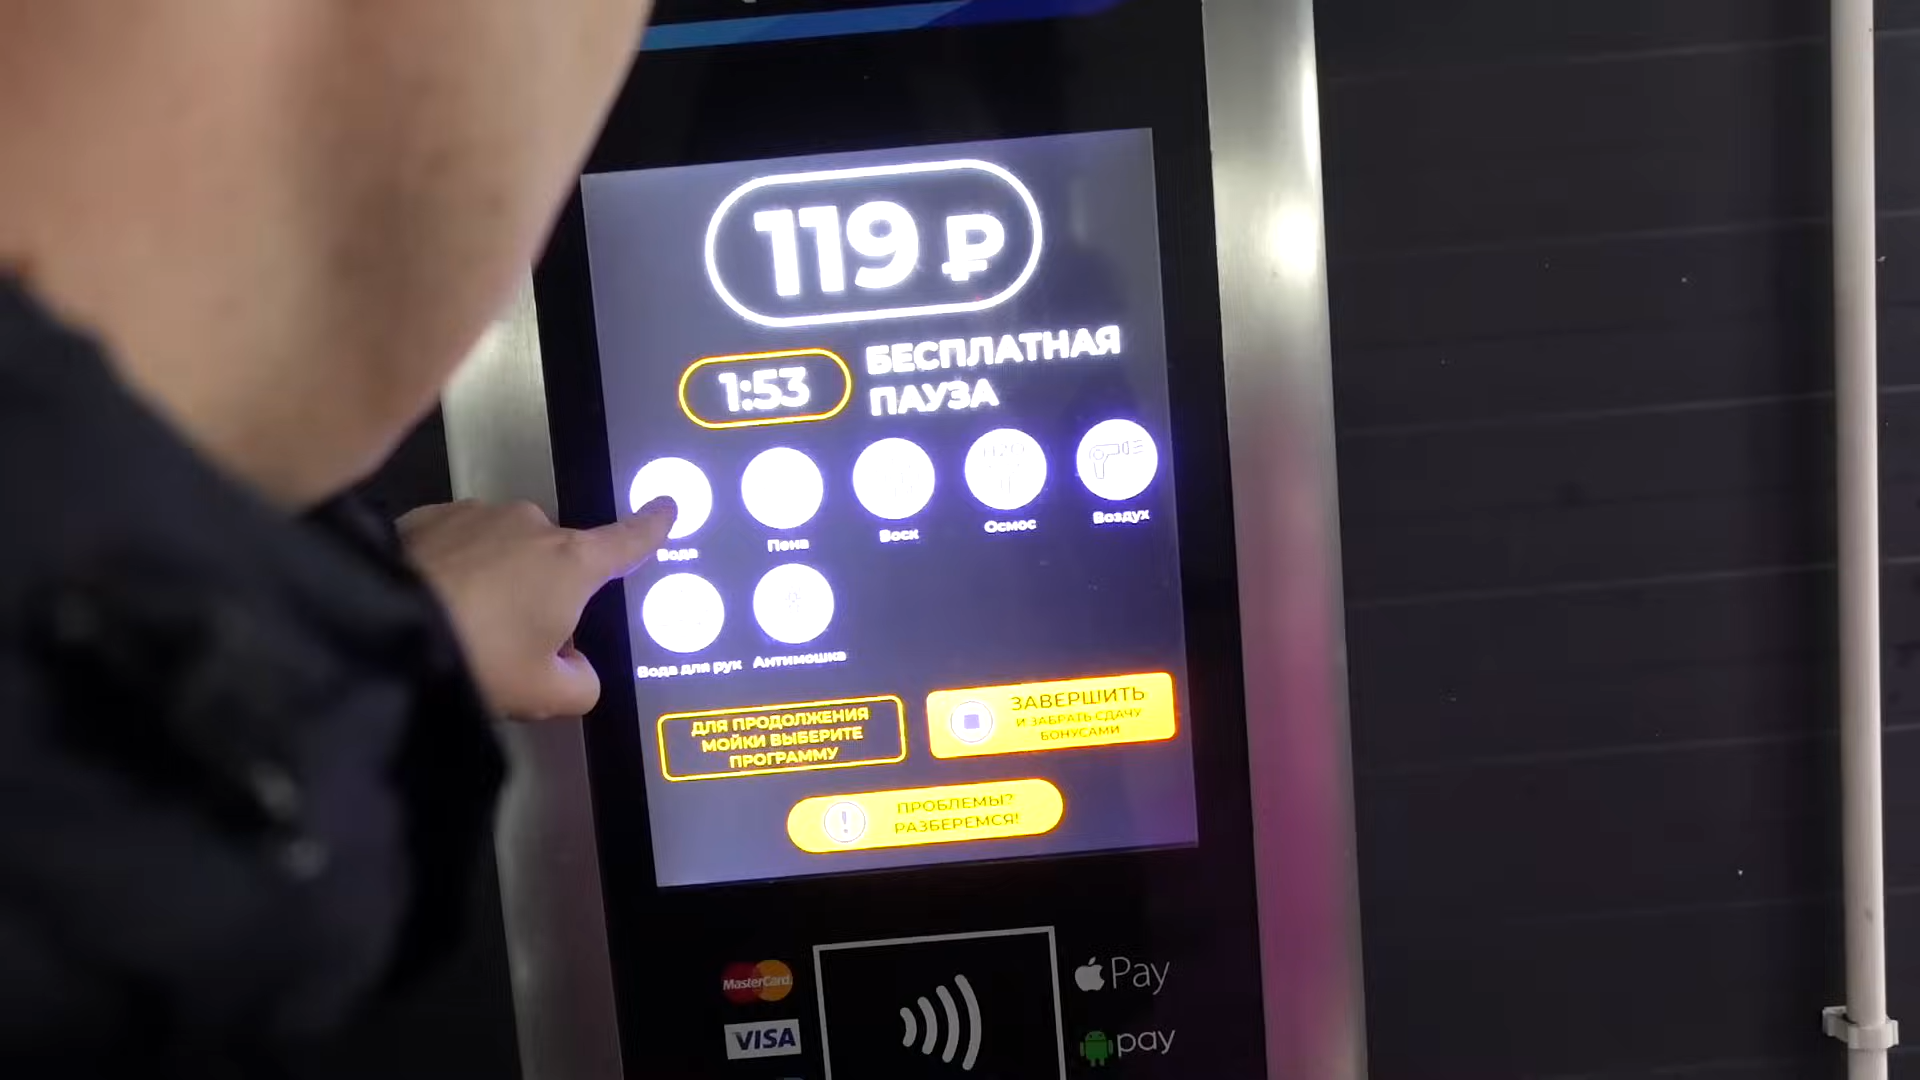 119 ₽
1:53
БЕСПЛАТНАЯ
ПАУЗА
Вода
Пена
Воск
Осмос
Воздух
Вода для рук
Антимошка
ДЛЯ ПРОДОЛЖЕНИЯ
МОЙКИ ВЫБЕРИТЕ
ПРОГРАММУ
ЗАВЕРШИТЬ
И ЗАБРАТЬ СДАЧУ
БОНУСАМИ
ПРОБЛЕМЫ?
РАЗБЕРЕМСЯ!
MasterCard
VISA
Pay
pay